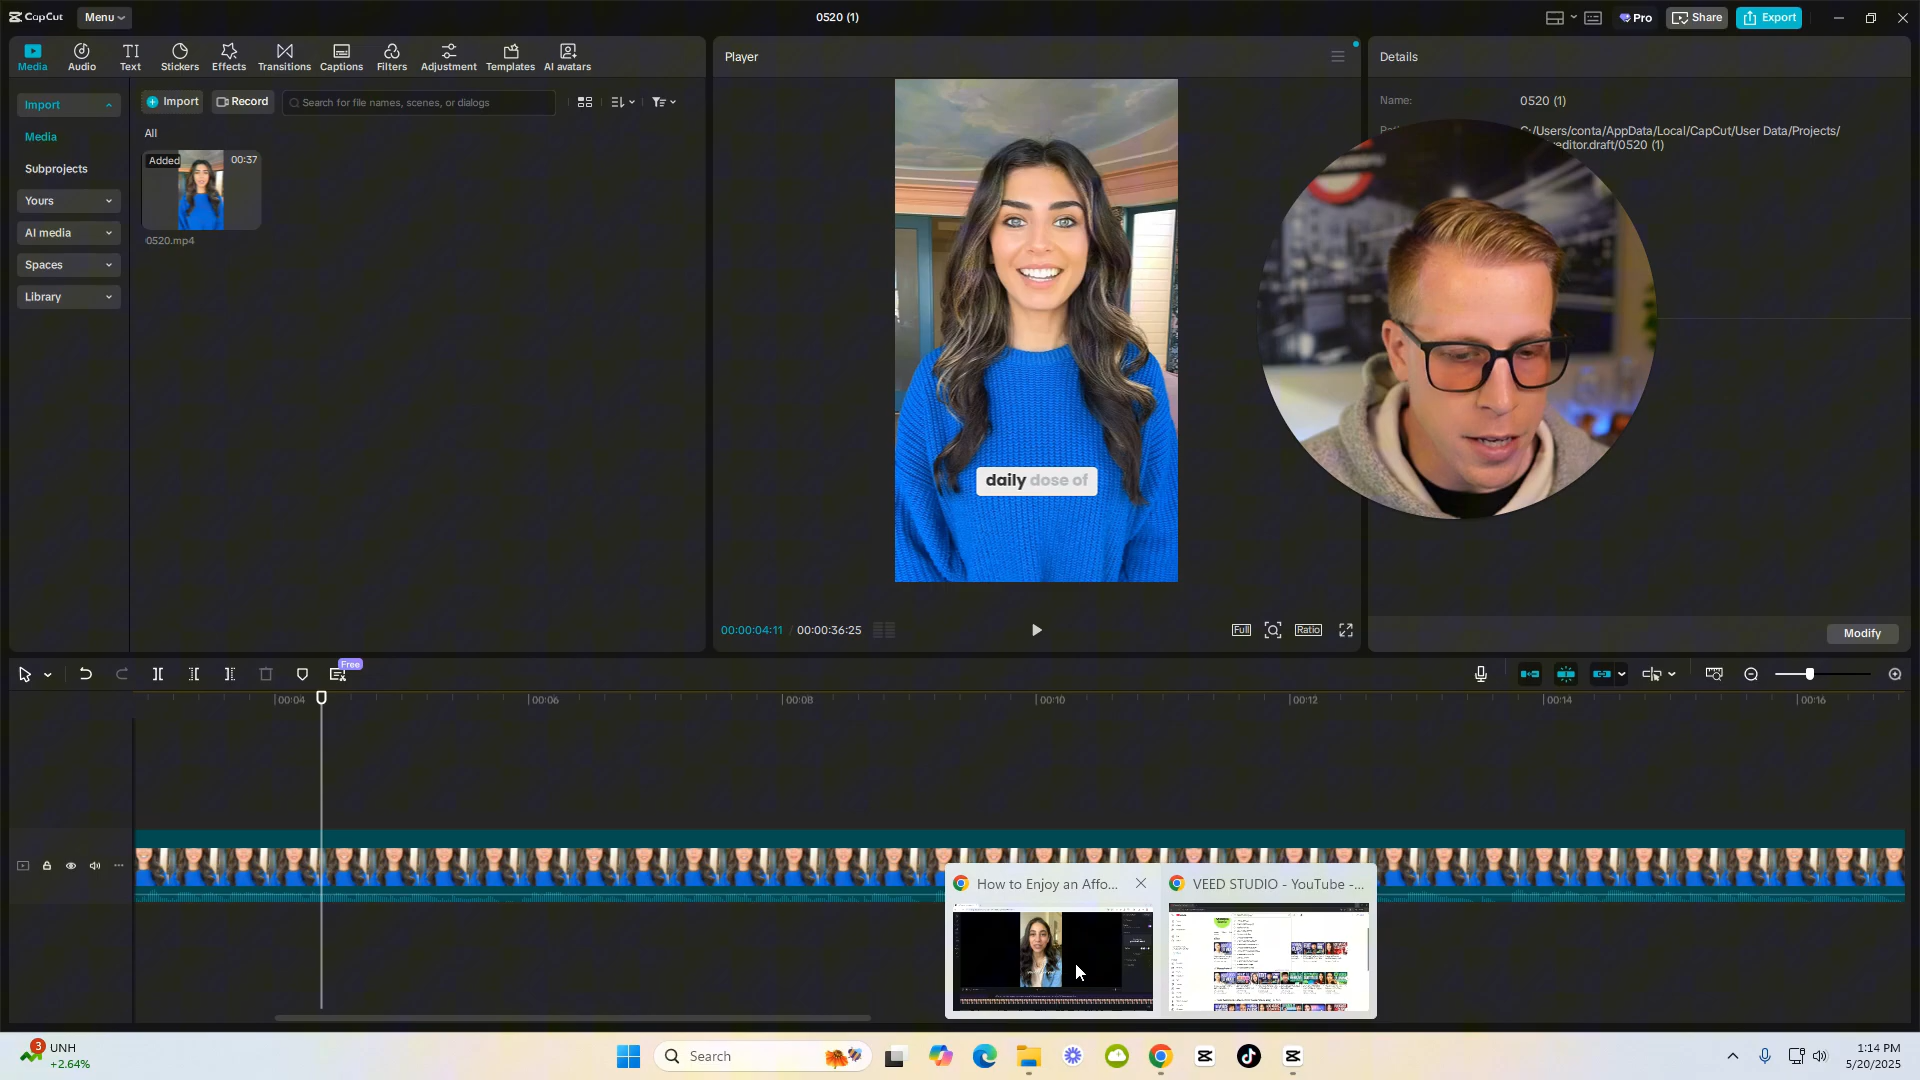 CapCut
Menu
0520 (1)
Pro
Share
Export
Media
Audio
Text
Stickers
Effects
Transitions
Captions
Filters
Adjustment
Templates
AI avatars
Player
Details
Import
Import
Record
Search for file names, scenes, or dialogs
Name:
0520 (1)
Media
All
C:/Users/conta/AppData/Local/CapCut/User Data/Projects/
editor.draft/0520 (1)
Subprojects
Added
00:37
Yours
AI media
0520.mp4
Spaces
Library
daily dose of
00:00:04:11 / 00:00:36:25
Full
Ratio
Modify
Free
00:04
00:06
00:08
00:10
00:12
00:14
00:16
How to Enjoy an Affo...
VEED STUDIO - YouTube -...
3
UNH
+2.64%
Search
1:14 PM
5/20/2025